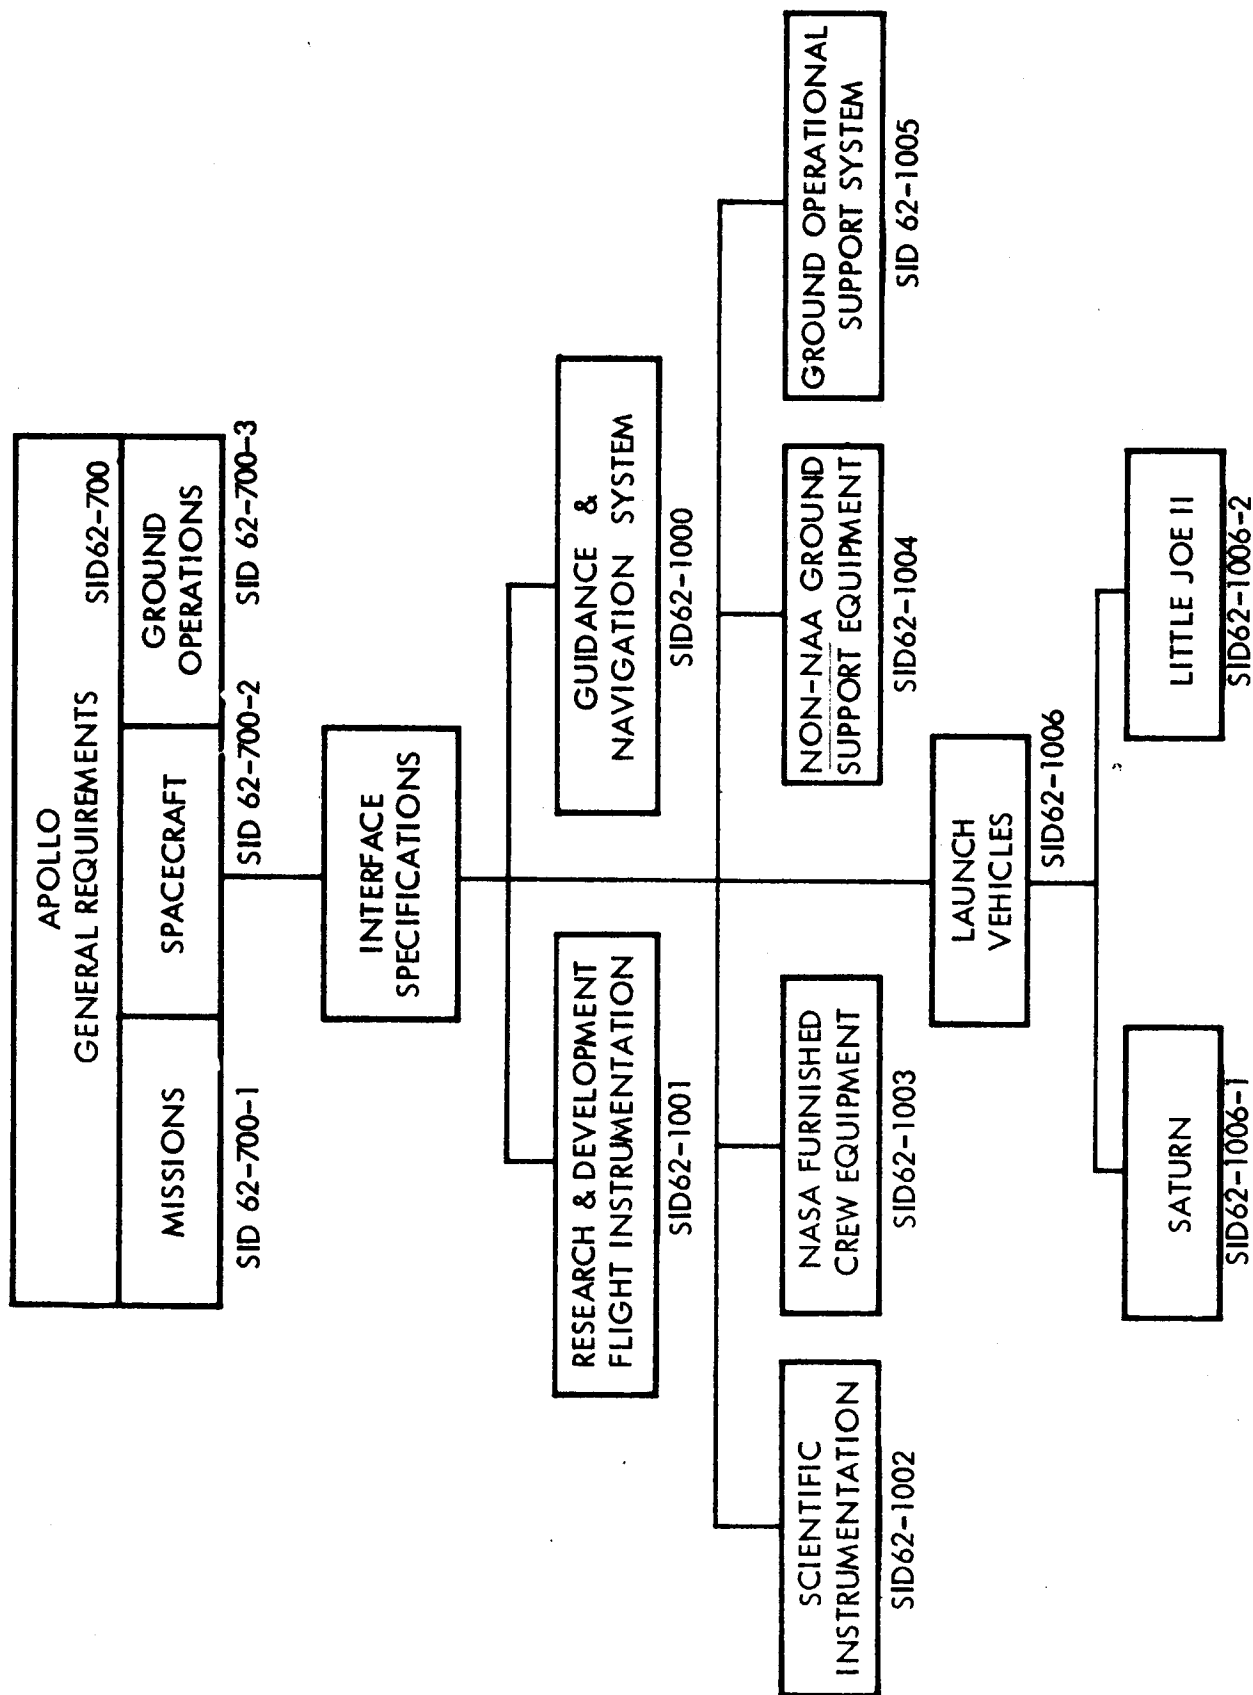 APOLLO
GENERAL REQUIREMENTS SID62-700
MISSIONS
SPACECRAFT
GROUND
OPERATIONS
SID 62-700-1
SID 62-700-2
SID 62-700-3
INTERFACE
SPECIFICATIONS
RESEARCH & DEVELOPMENT
FLIGHT INSTRUMENTATION
SID62-1001
GUIDANCE &
NAVIGATION SYSTEM
SID62-1000
SCIENTIFIC
INSTRUMENTATION
SID62-1002
NASA FURNISHED
CREW EQUIPMENT
SID62-1003
NON-NAA GROUND
SUPPORT EQUIPMENT
SID62-1004
GROUND OPERATIONAL
SUPPORT SYSTEM
SID 62-1005
LAUNCH
VEHICLES
SID62-1006
SATURN
SID62-1006-1
LITTLE JOE II
SID62-1006-2